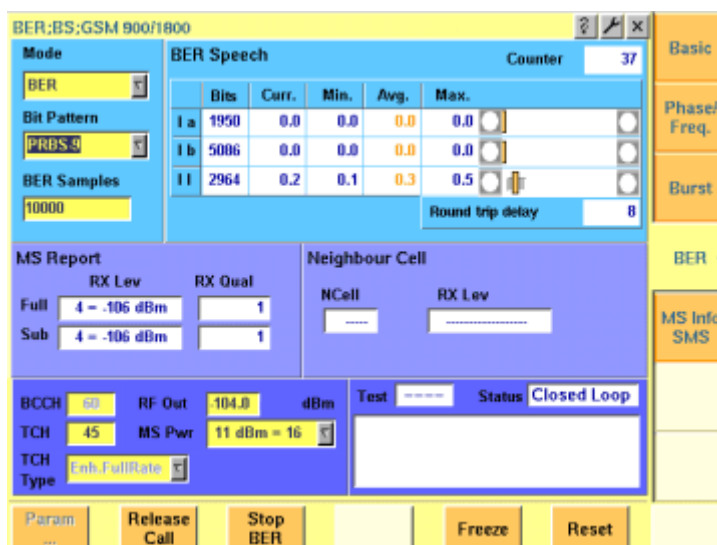 BER;BS;GSM 900/1800
Mode
BER
Bit Pattern
PRBS 9
BER Samples
10000
BER Speech
Counter 37
Bits Curr. Min. Avg. Max.
I a 1950 0.0 0.0 0.0 0.0
I b 5086 0.0 0.0 0.0 0.0
I I 2964 0.2 0.1 0.3 0.5
Round trip delay 8
MS Report
RX Lev RX Qual
Full 4 = -106 dBm 1
Sub 4 = -106 dBm 1
Neighbour Cell
NCell RX Lev
----- ------------------
BCCH 60 RF Out -104.0 dBm
TCH 45 MS Pwr 11 dBm = 16
TCH Type Enh.FullRate
Test ---- Status Closed Loop
Param ...
Release Call
Stop BER
Freeze
Reset
Basic
Phase/ Freq.
Burst
BER
MS Info SMS